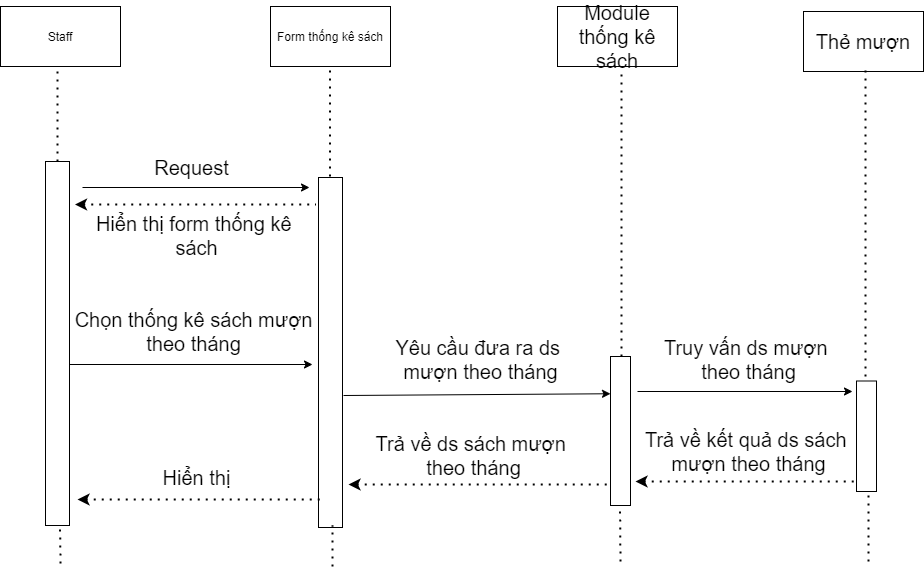 Staff
Form thống kê sách
Module
thống kê
sách
Thẻ mượn
Request
Hiển thị form thống kê
sách
Chọn thống kê sách mượn
theo tháng
Yêu cầu đưa ra ds
mượn theo tháng
Truy vấn ds mượn
theo tháng
Trả về ds sách mượn
theo tháng
Trả về kết quả ds sách
mượn theo tháng
Hiển thị